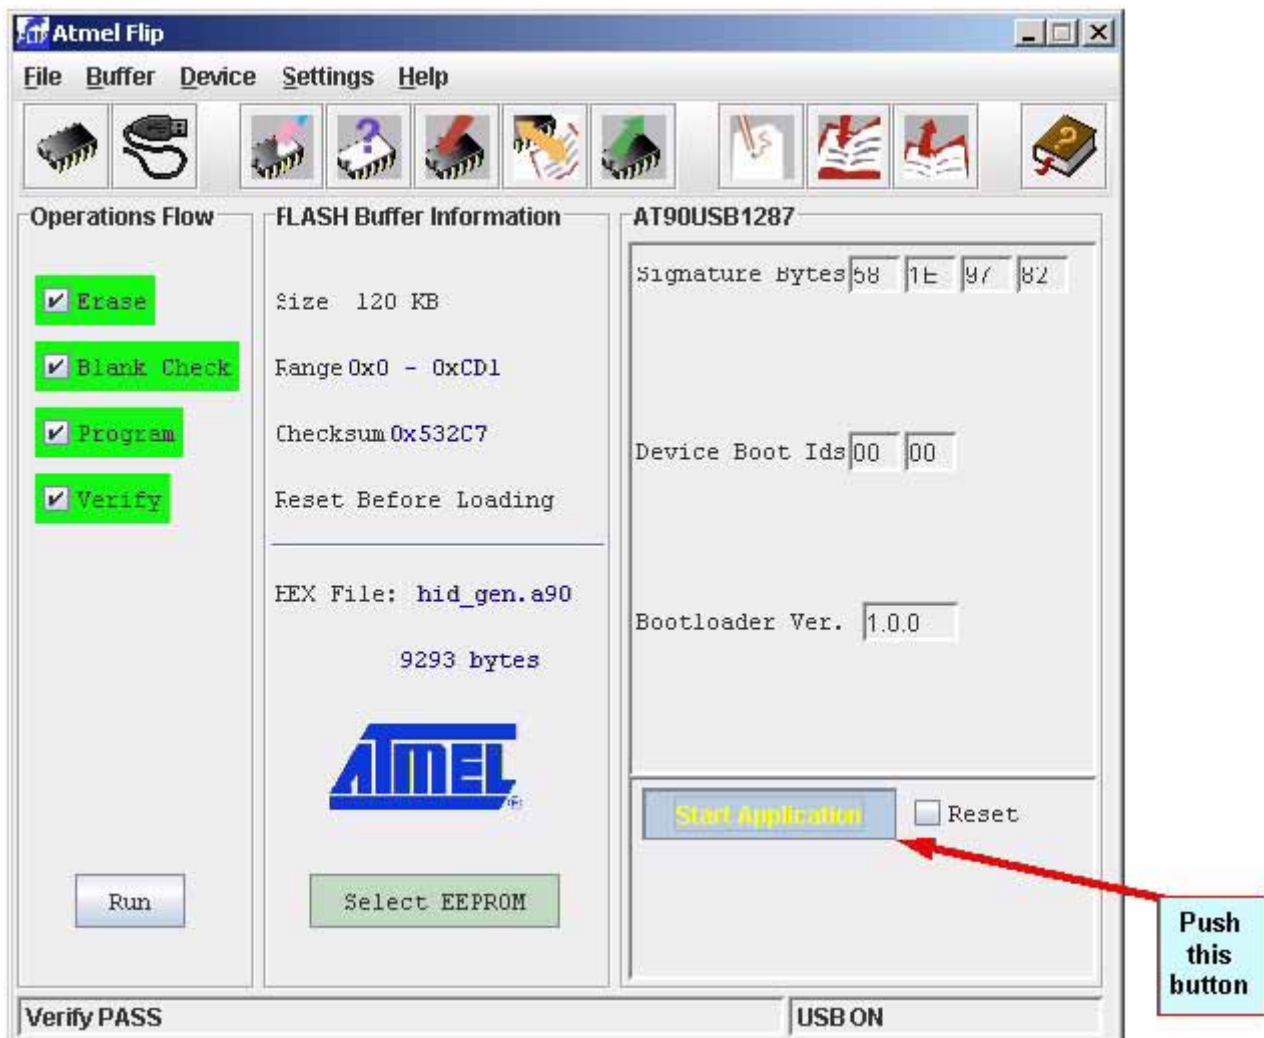 Atmel Flip
File Buffer Device Settings Help
Operations Flow
Erase
Blank Check
Program
Verify
Run
FLASH Buffer Information
Size 120 KB
Range 0x0 - 0xCD1
Checksum 0x532C7
Reset Before Loading
HEX File: hid_gen.a90
9293 bytes
ATMEL ®
Select EEPROM
AT90USB1287
Signature Bytes 58 1E 97 82
Device Boot Ids 00 00
Bootloader Ver. 1.0.0
Start Application Reset
Push
this
button
Verify PASS USB ON